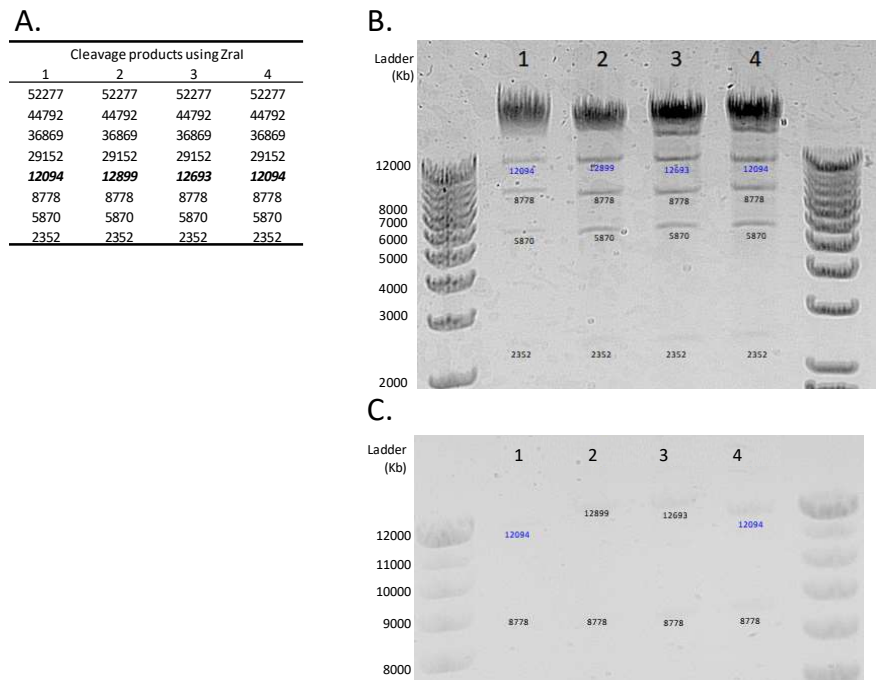 A.
Cleavage products using ZraI
1 2 3 4
52277 52277 52277 52277
44792 44792 44792 44792
36869 36869 36869 36869
29152 29152 29152 29152
12094 12899 12693 12094
8778 8778 8778 8778
5870 5870 5870 5870
2352 2352 2352 2352
B.
Ladder
(Kb)
1 2 3 4
12000
12094 12899 12693 12094
8778 8778 8778 8778
8000
7000
6000
5870 5870 5870 5870
5000
4000
3000
2352 2352 2352 2352
2000
C.
Ladder
(Kb)
1 2 3 4
12899 12693
12094
12000 12094
11000
10000
9000 8778 8778 8778 8778
8000